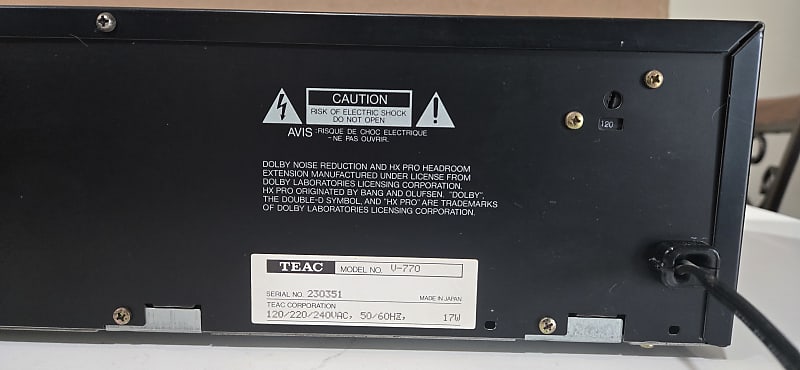 CAUTION
RISK OF ELECTRIC SHOCK
DO NOT OPEN
AVIS :RISQUE DE CHOC ELECTRIQUE
-NE PAS OUVRIR.
120
DOLBY NOISE REDUCTION AND HX PRO HEADROOM
EXTENSION MANUFACTURED UNDER LICENSE FROM
DOLBY LABORATORIES LICENSING CORPORATION.
HX PRO ORIGINATED BY BANG AND OLUFSEN. "DOLBY",
THE DOUBLE-D SYMBOL, AND "HX PRO" ARE TRADEMARKS
OF DOLBY LABORATORIES LICENSING CORPORATION.
TEAC MODEL NO. V-770
SERIAL NO. 230351 MADE IN JAPAN
TEAC CORPORATION
120/220/240VAC, 50/60HZ, 17W